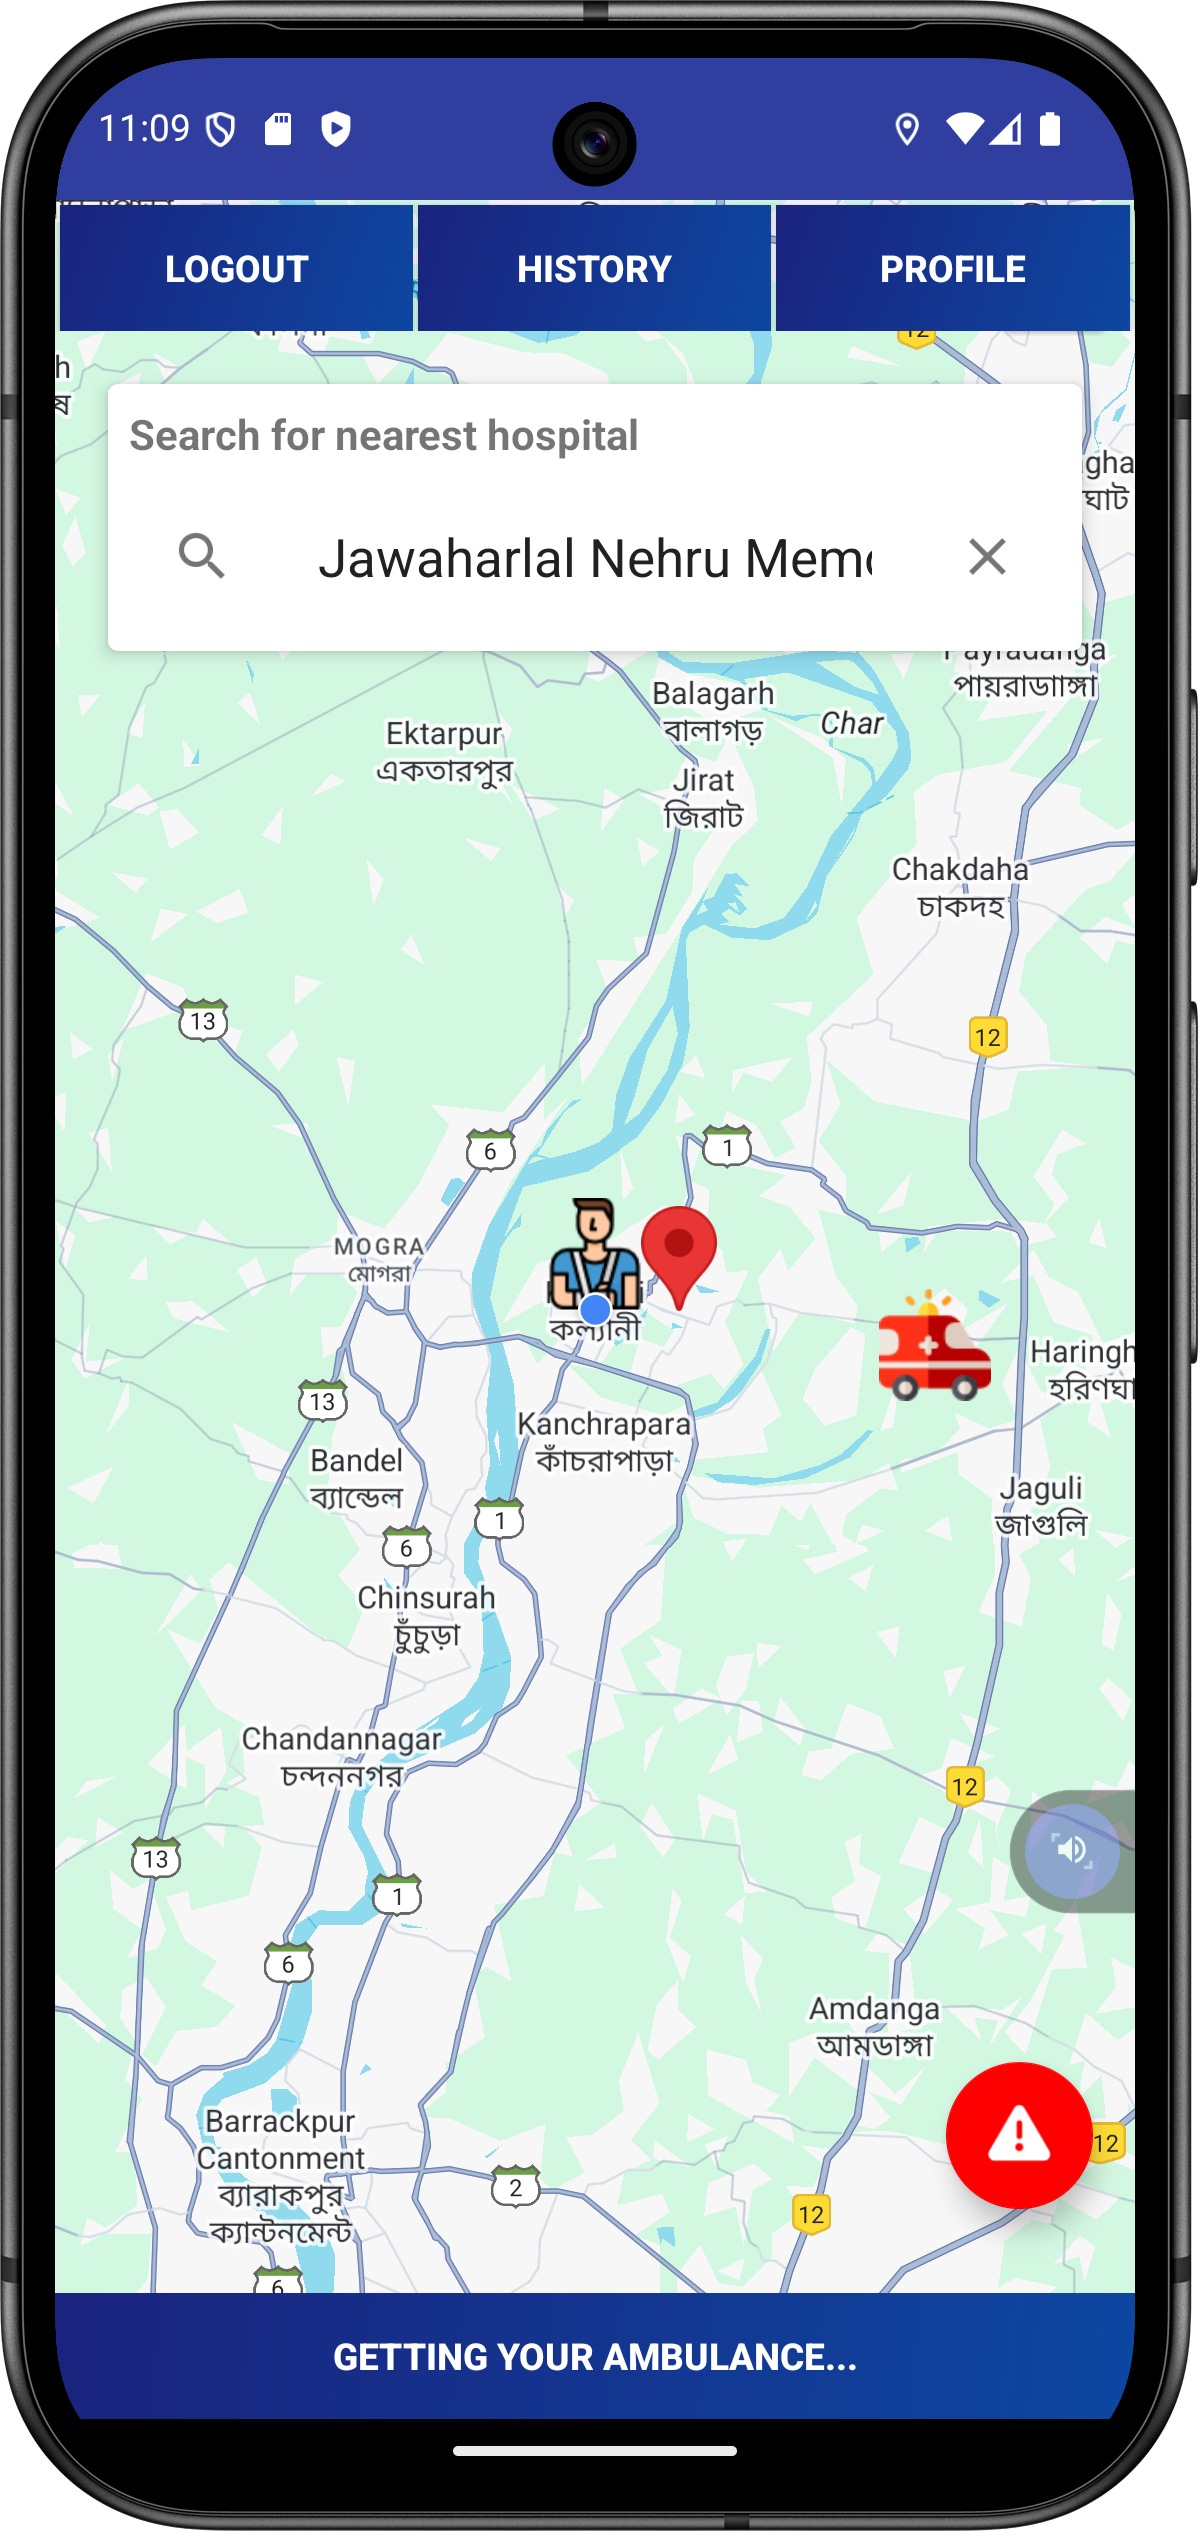 11:09
LOGOUT HISTORY PROFILE
12
Search for nearest hospital
Jawaharlal Nehru Mem
ঘাট
Payradanga
পায়রাডাাঙ্গা
Balagarh
বালাগড়
Char
Ektarpur
একতারপুর
Jirat
জিরাট
Chakdaha
চাকদহ
13
12
6
1
MOGRA
মোগরা
কল্যানী
Haringh
হরিণঘা
13
Kanchrapara
কাঁচরাপাড়া
Bandel
ব্যান্ডেল
Jaguli
জাগুলি
1
6
Chinsurah
চুঁচুড়া
Chandannagar
চন্দননগর
12
13
1
6
Amdanga
আমডাঙ্গা
Barrackpur
Cantonment
ব্যারাকপুর
ক্যান্টনমেন্ট
12
2
12
6
GETTING YOUR AMBULANCE...